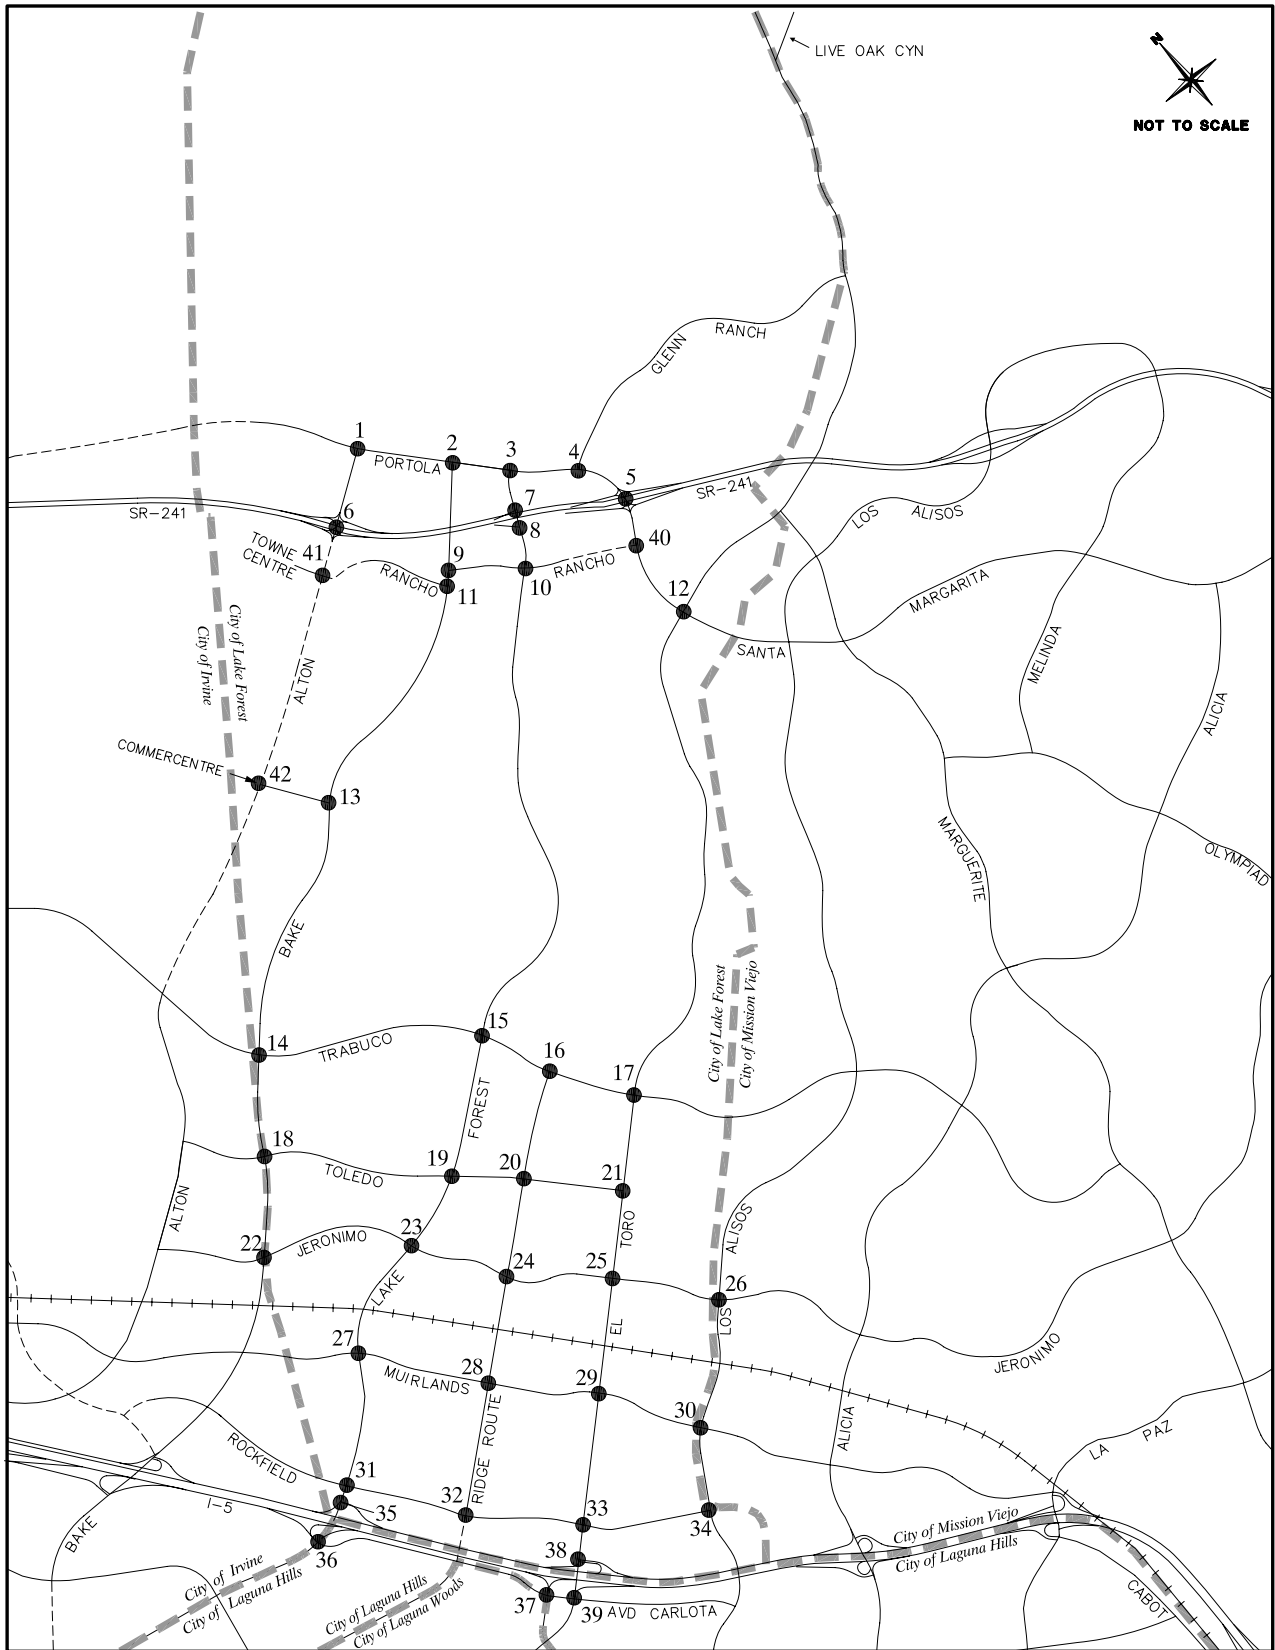 LIVE OAK CYN
N
NOT TO SCALE
RANCH
GLENN
1
2
3
4
PORTOLA
5
SR-241
SR-241
6
7
8
LOS
ALISOS
TOWNE
CENTRE
41
40
9
RANCHO
RANCHO
10
11
12
MARGARITA
SANTA
City of Lake Forest
City of Irvine
ALTON
MELINDA
ALICIA
COMMERCENTRE
42
13
MARGUERITE
OLYMPIAD
BAKE
City of Lake Forest
City of Mission Viejo
14
TRABUCO
15
16
17
FOREST
18
TOLEDO
19
20
21
ALTON
TORO
ALISOS
22
JERONIMO
23
24
25
26
LAKE
EL
LOS
27
MUIRLANDS
28
29
JERONIMO
30
RIDGE ROUTE
ALICIA
LA PAZ
ROCKFIELD
31
I-5
35
32
33
34
BAKE
36
38
City of Mission Viejo
City of Laguna Hills
City of Irvine
City of Laguna Hills
City of Laguna Hills
City of Laguna Woods
37
39
AVD CARLOTA
CABOT